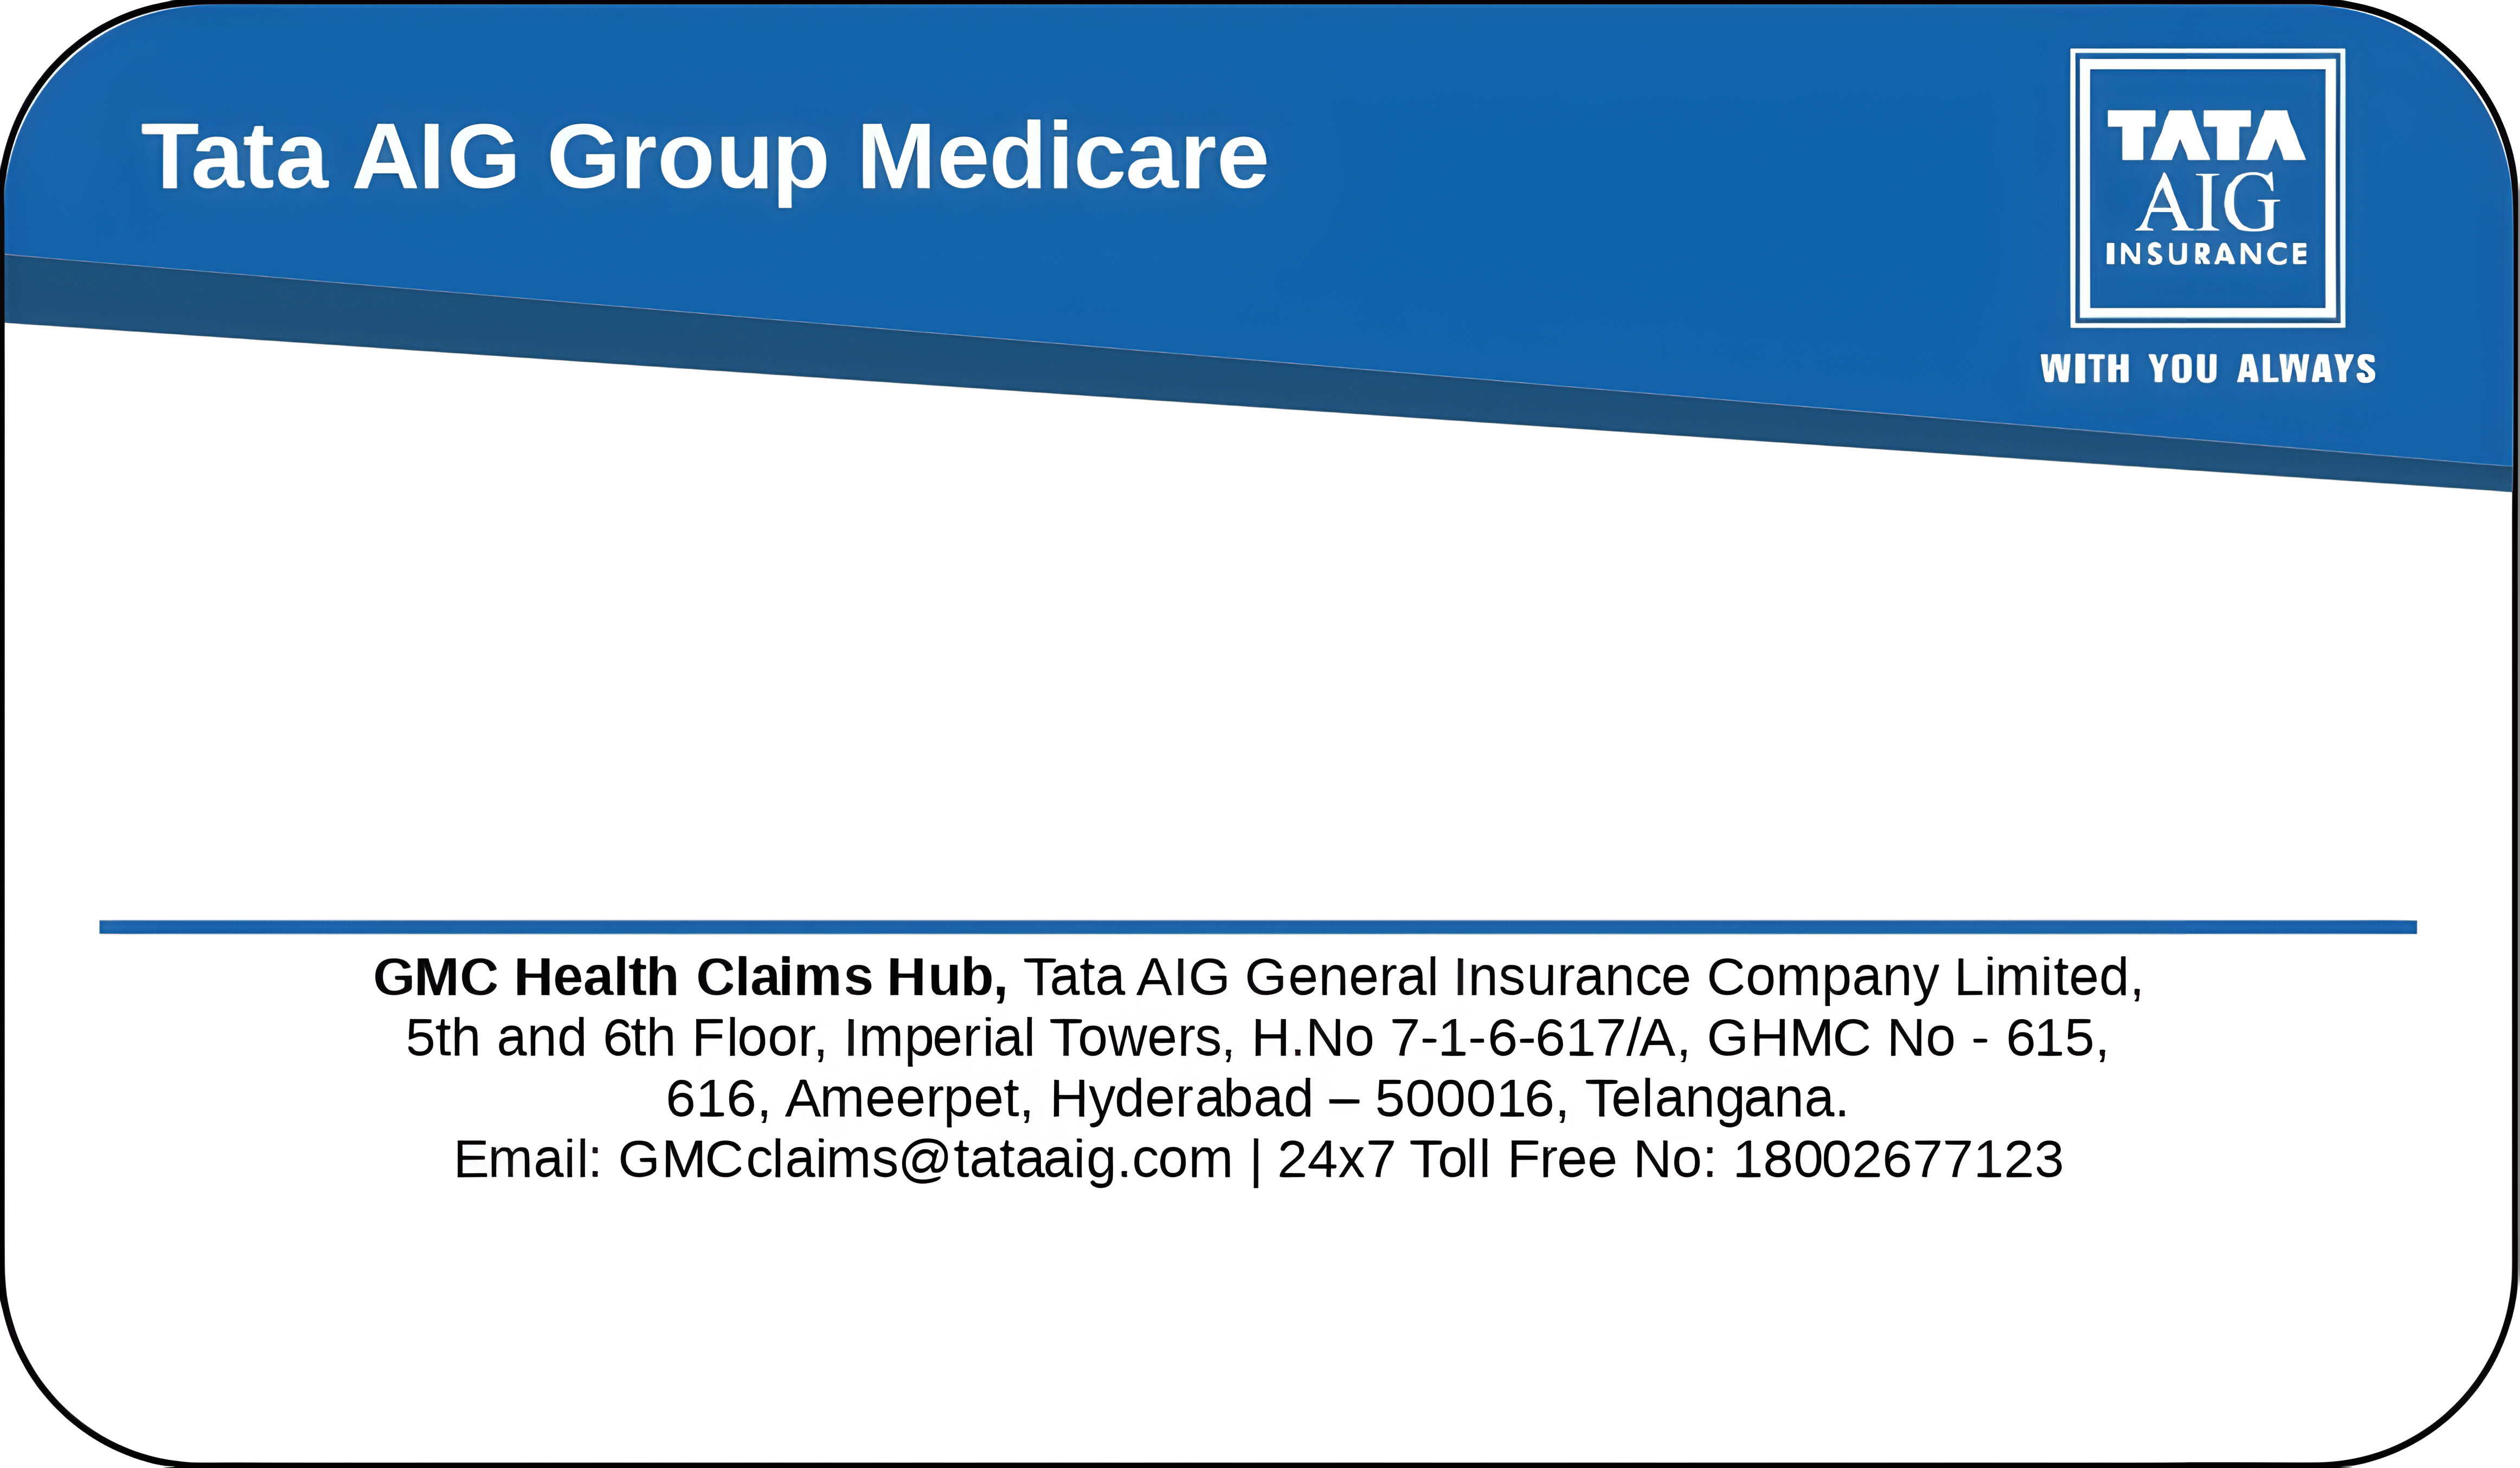 Tata AIG Group Medicare
TATA
AIG
INSURANCE
WITH YOU ALWAYS
GMC Health Claims Hub, Tata AIG General Insurance Company Limited,
5th and 6th Floor, Imperial Towers, H.No 7-1-6-617/A, GHMC No - 615,
616, Ameerpet, Hyderabad – 500016, Telangana.
Email: GMCclaims@tataaig.com | 24x7 Toll Free No: 18002677123